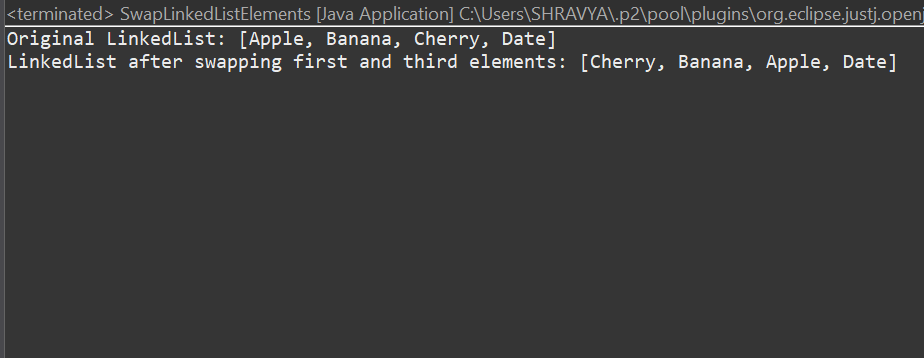 <terminated> SwapLinkedListElements [Java Application] C:\Users\SHRAVYA\.p2\pool\plugins\org.eclipse.justj.openj
Original LinkedList: [Apple, Banana, Cherry, Date]
LinkedList after swapping first and third elements: [Cherry, Banana, Apple, Date]